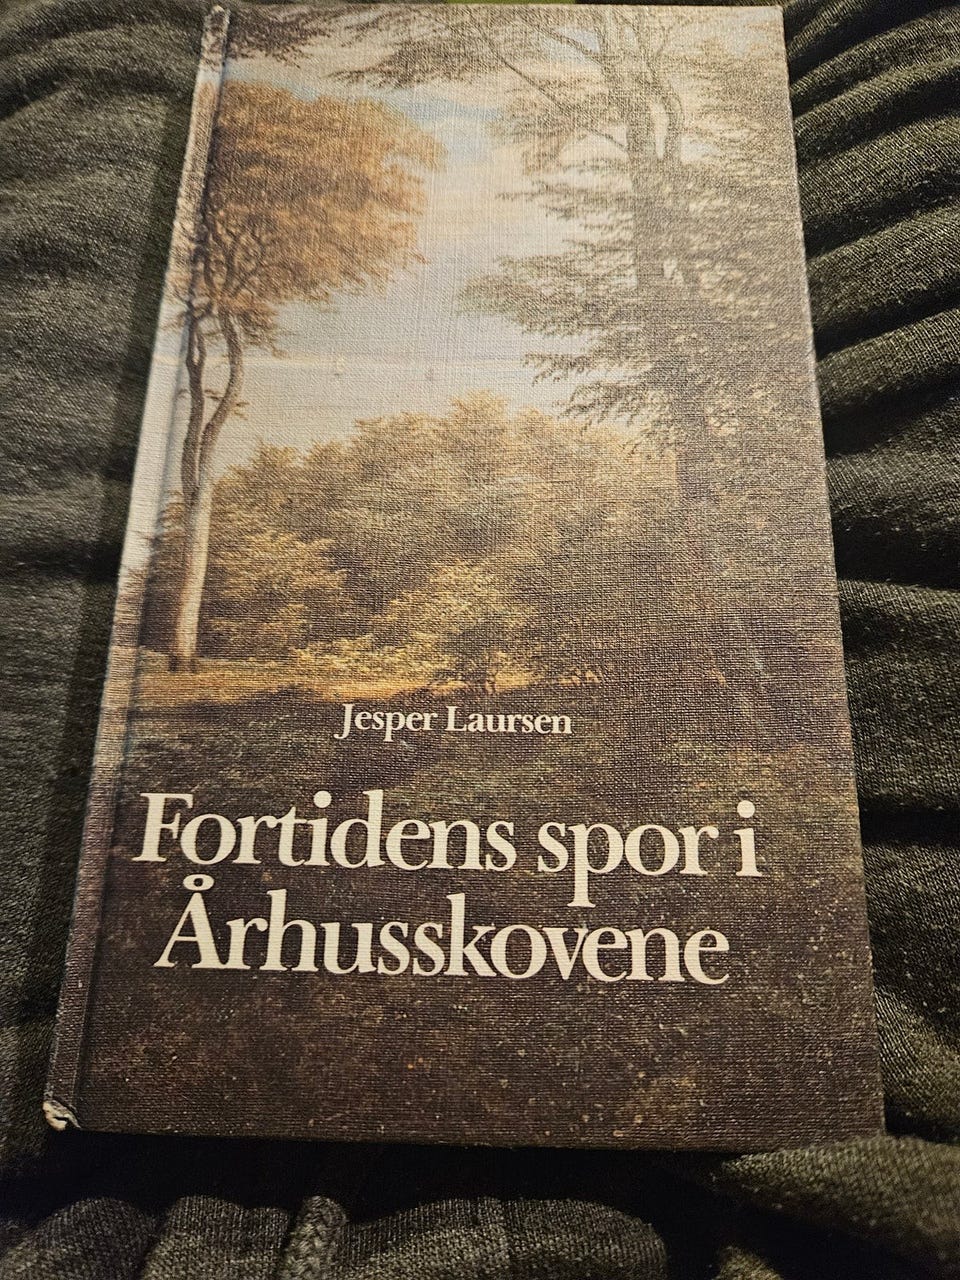 Jesper Laursen
Fortidens spor i
Århusskovene